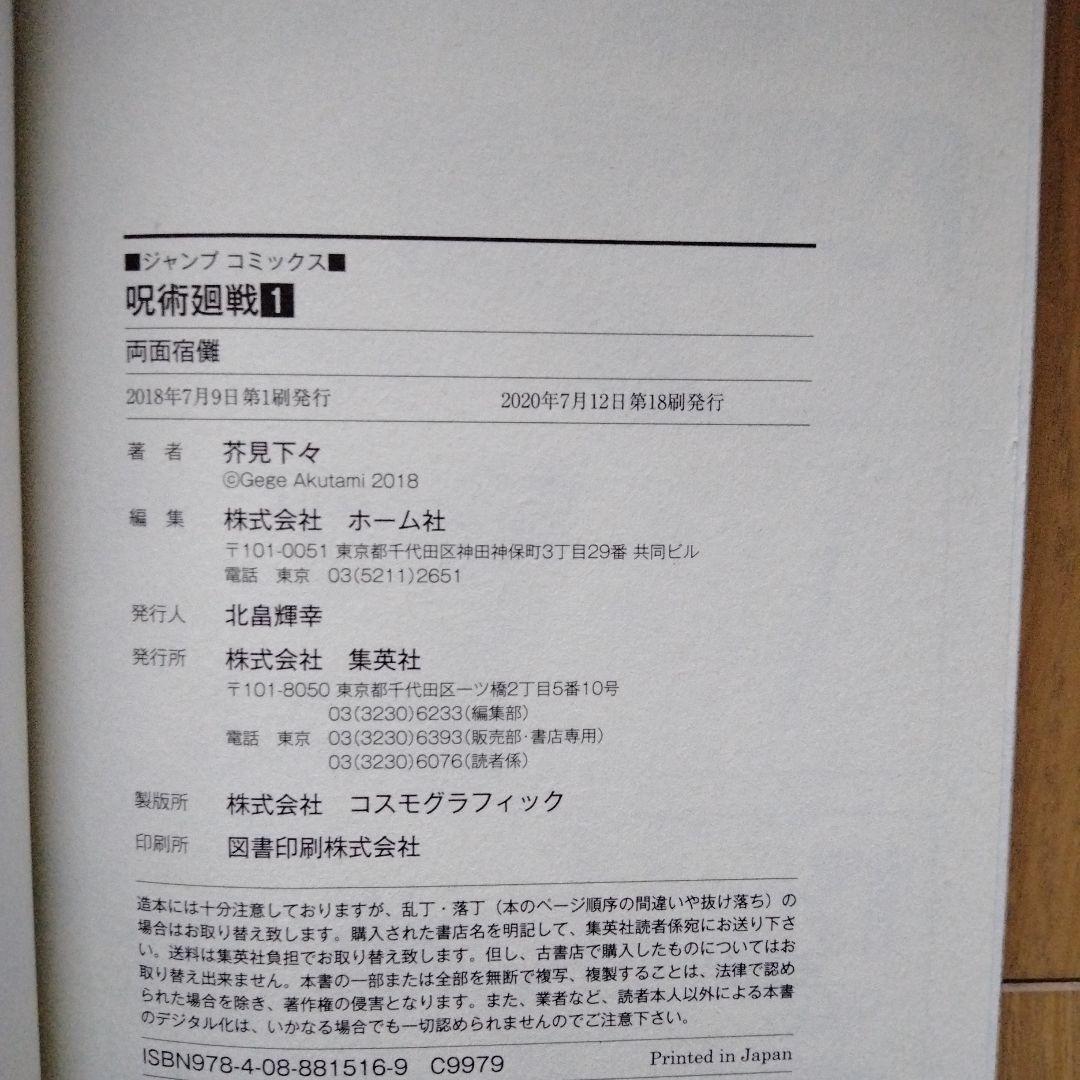 ■ジャンプ コミックス■
呪術廻戦1
両面宿儺
2018年7月9日第1刷発行 2020年7月12日第18刷発行
著 者 芥見下々
©Gege Akutami 2018
編 集 株式会社 ホーム社
〒101-0051 東京都千代田区神田神保町3丁目29番 共同ビル
電話 東京 03(5211)2651
発行人 北畠輝幸
発行所 株式会社 集英社
〒101-8050 東京都千代田区一ツ橋2丁目5番10号
03(3230)6233(編集部)
電話 東京 03(3230)6393(販売部・書店専用)
03(3230)6076(読者係)
製版所 株式会社 コスモグラフィック
印刷所 図書印刷株式会社
造本には十分注意しておりますが、乱丁・落丁(本のページ順序の間違いや抜け落ち)の
場合はお取り替え致します。購入された書店名を明記して、集英社読者係宛にお送り下さ
い。送料は集英社負担でお取り替え致します。但し、古書店で購入したものについてはお
取り替え出来ません。本書の一部または全部を無断で複写、複製することは、法律で認め
られた場合を除き、著作権の侵害となります。また、業者など、読者本人以外による本書
のデジタル化は、いかなる場合でも一切認められませんのでご注意下さい。
ISBN978-4-08-881516-9 C9979 Printed in Japan